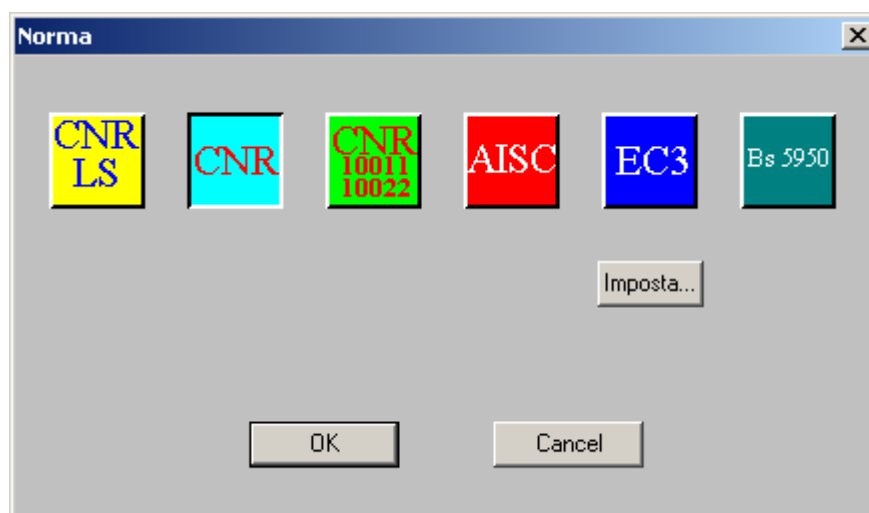 Norma
CNR
LS
CNR
CNR
10011
10022
AISC
EC3
Bs 5950
Imposta...
OK
Cancel